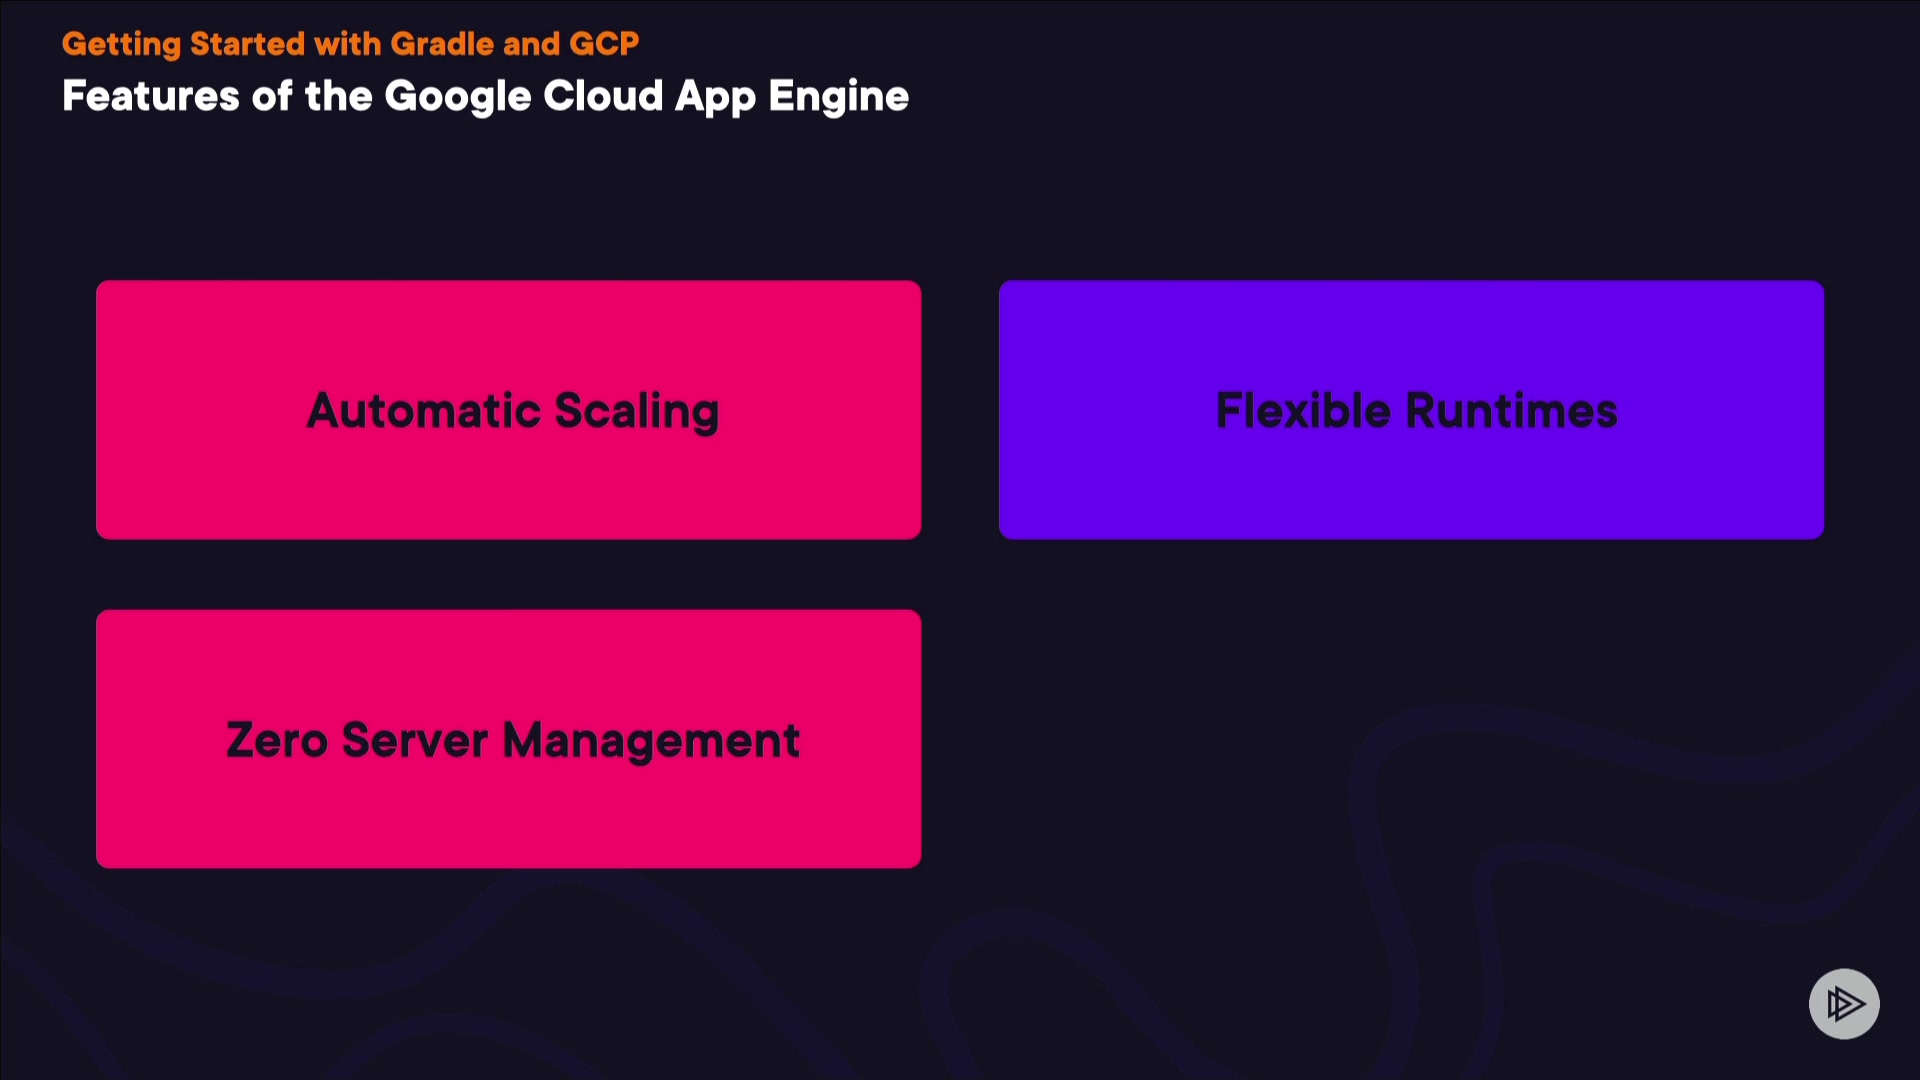 Getting Started with Gradle and GCP
Features of the Google Cloud App Engine
Automatic Scaling
Flexible Runtimes
Zero Server Management